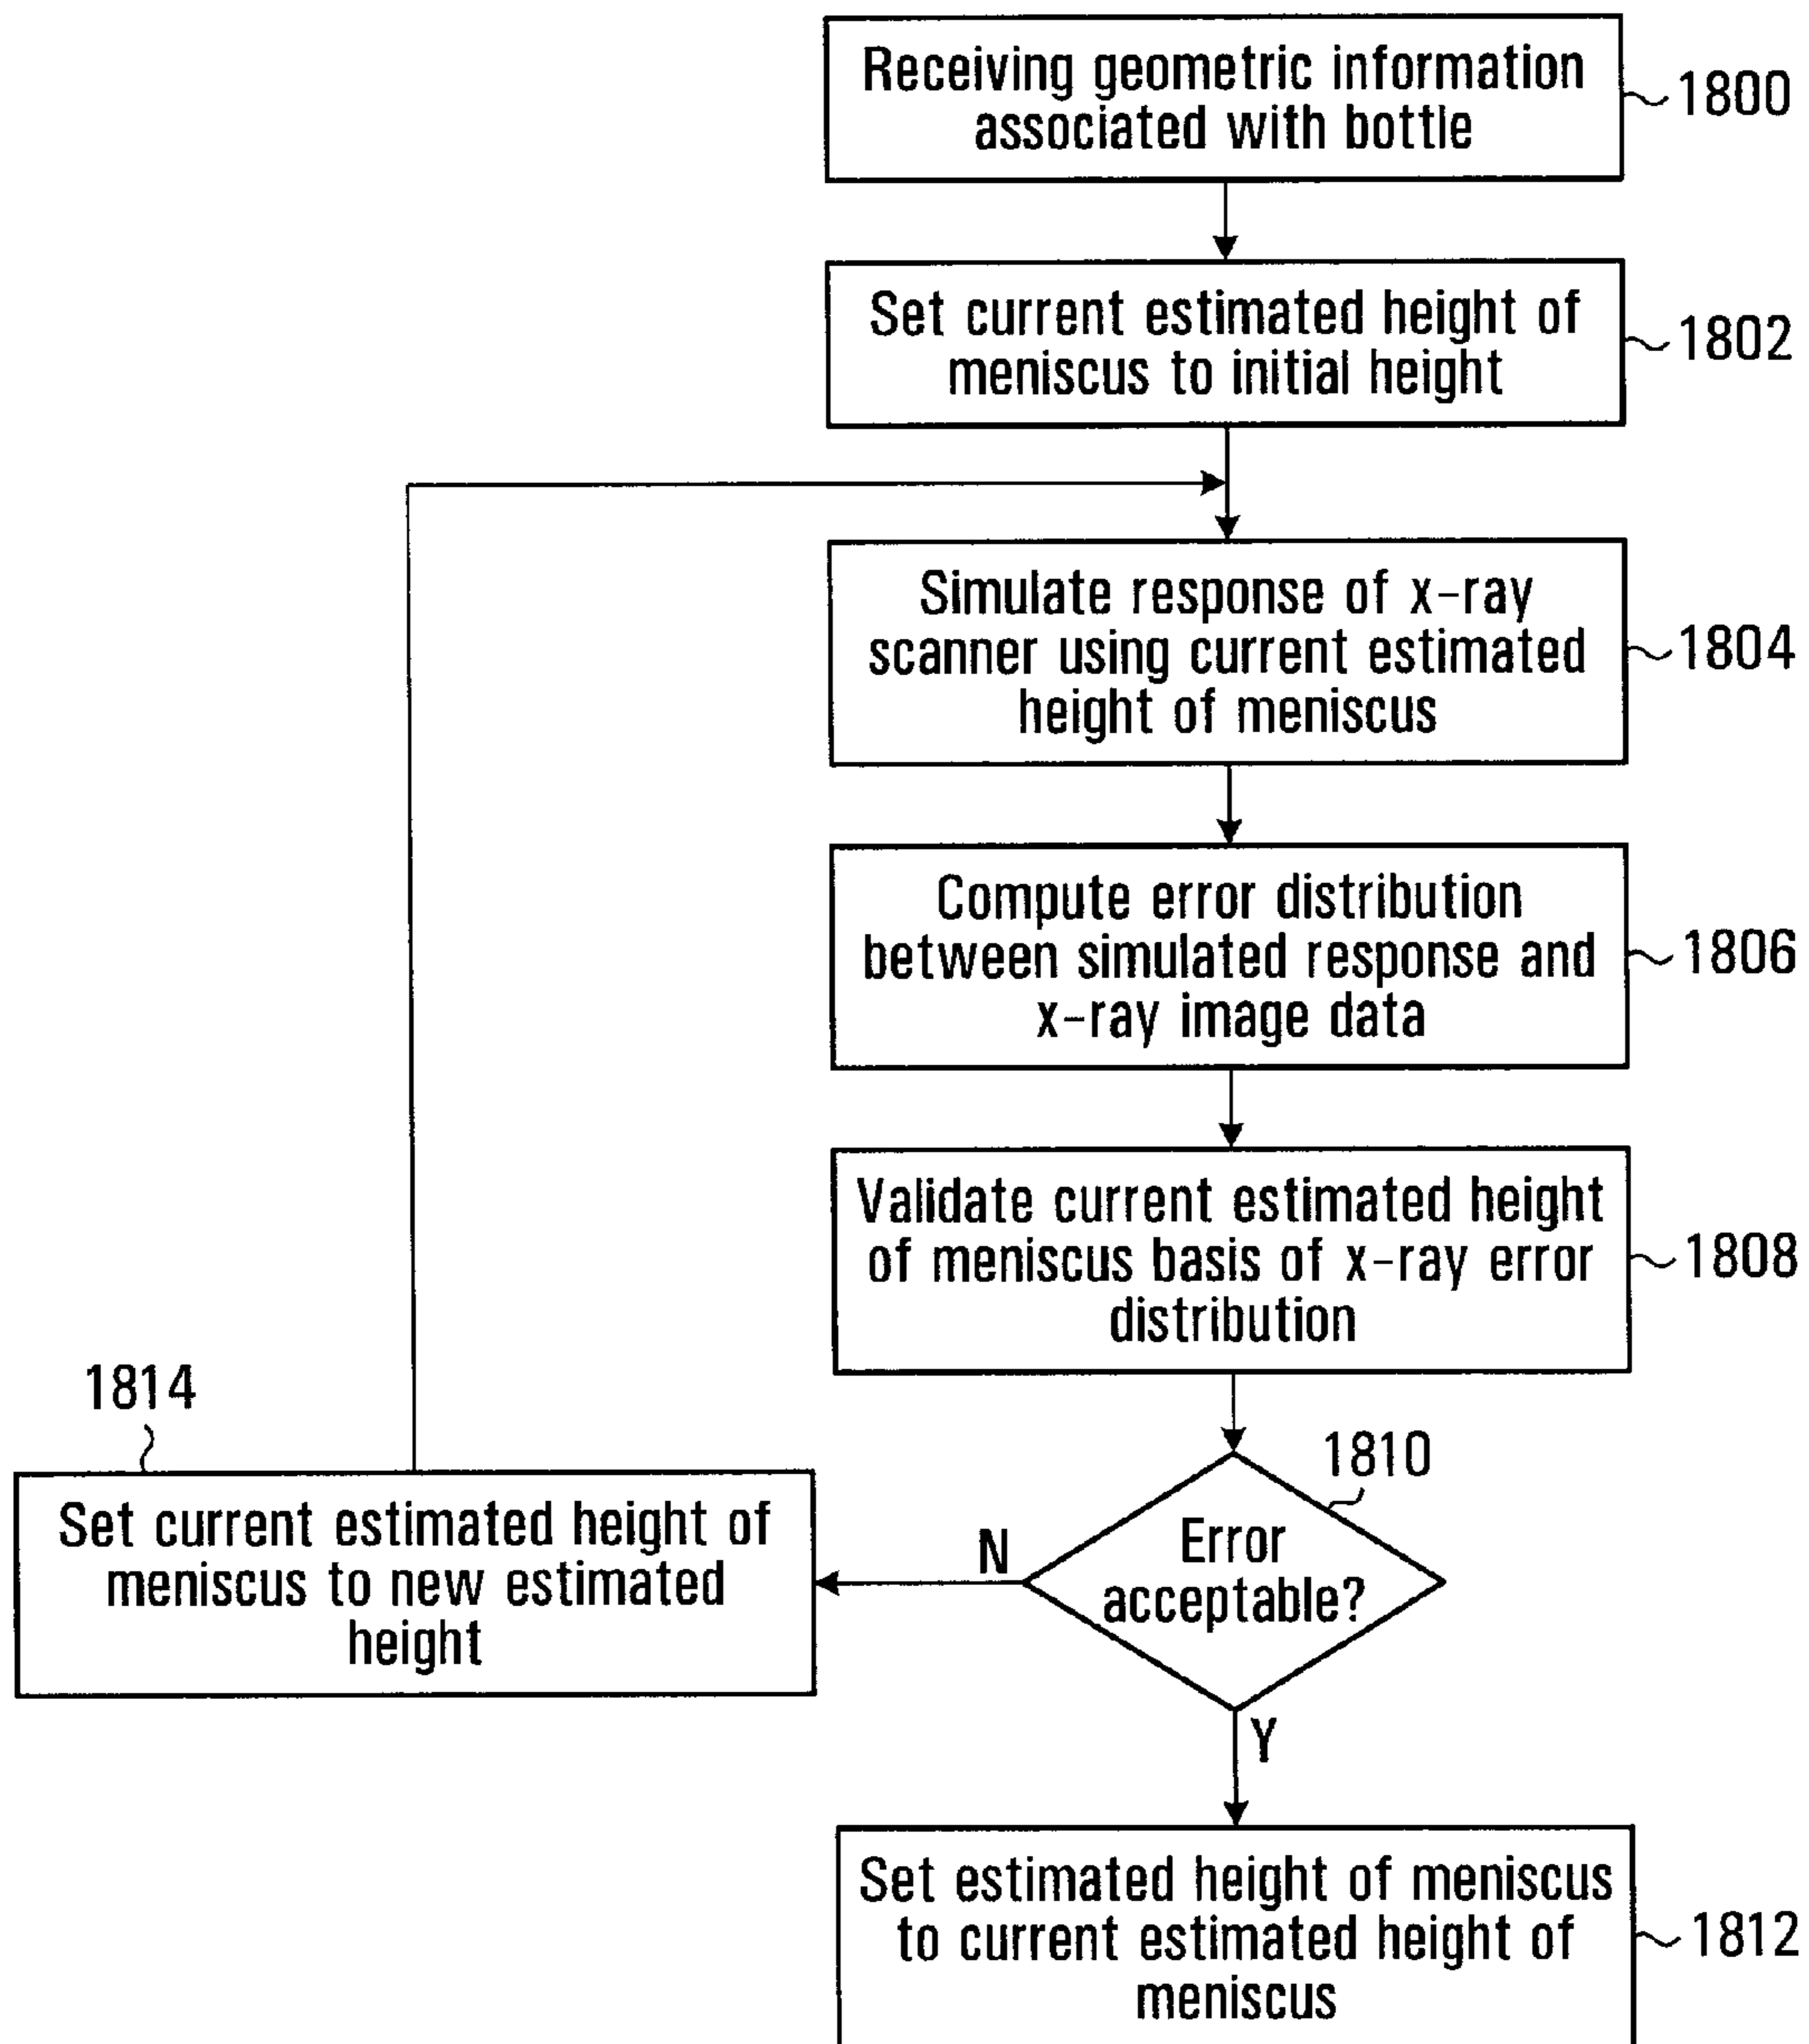 Receiving geometric information
associated with bottle
1800
Set current estimated height of
meniscus to initial height
1802
Simulate response of x-ray
scanner using current estimated
height of meniscus
1804
Compute error distribution
between simulated response and
x-ray image data
1806
Validate current estimated height
of meniscus basis of x-ray error
distribution
1808
1810
Error
acceptable?
N
1814
Set current estimated height of
meniscus to new estimated
height
Y
Set estimated height of meniscus
to current estimated height of
meniscus
1812